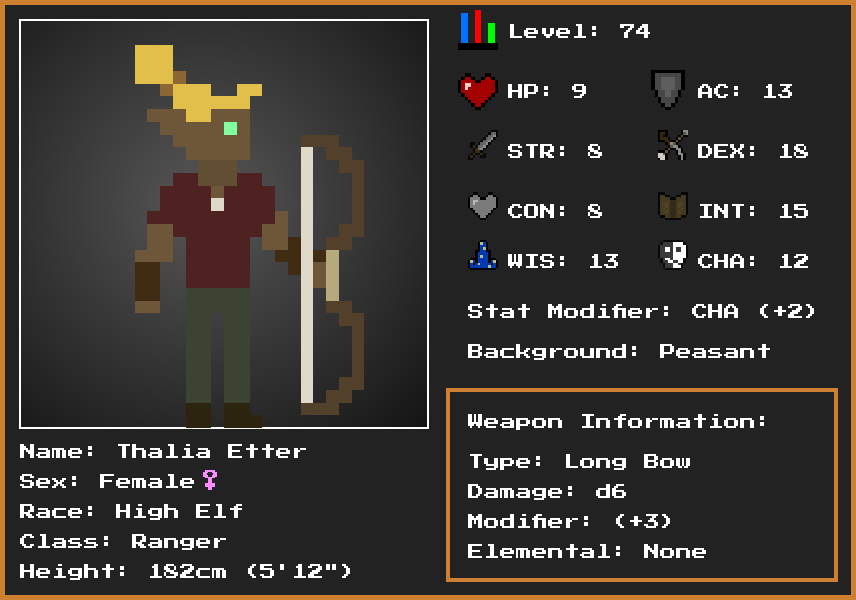 Level: 74
HP: 9 AC: 13
STR: 8 DEX: 18
CON: 8 INT: 15
WIS: 13 CHA: 12
Stat Modifier: CHA (+2)
Background: Peasant
Weapon Information:
Type: Long Bow
Damage: d6
Modifier: (+3)
Elemental: None
Name: Thalia Etter
Sex: Female♀
Race: High Elf
Class: Ranger
Height: 182cm (5'12")